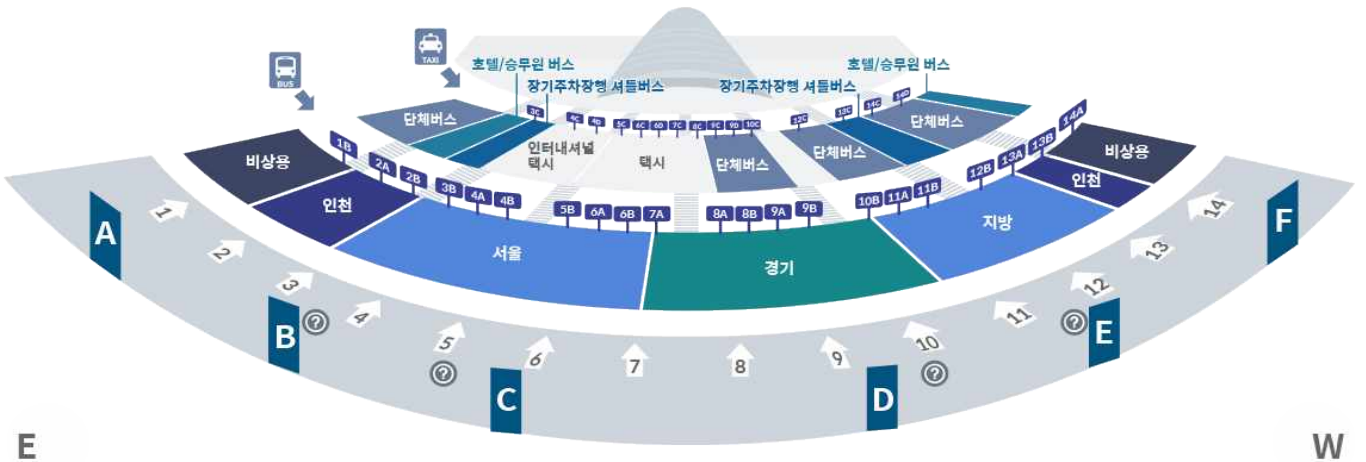 TAXI
BUS
호텔/승무원 버스
장기주차장행 셔틀버스
호텔/승무원 버스
장기주차장행 셔틀버스
단체버스
3C
4C
4D
5C
6C
6D
7C
8C
9C
9D
10C
12C
13C
14C
14D
단체버스
인터내셔널
택시
택시
단체버스
단체버스
비상용
1B
2A
2B
3B
4A
4B
5B
6A
6B
7A
8A
8B
9A
9B
10B
11A
11B
12B
13A
13B
14A
비상용
인천
서울
경기
지방
인천
A
1
2
3
4
5
6
7
8
9
10
11
12
13
14
F
B
?
?
C
D
?
?
E
E
W